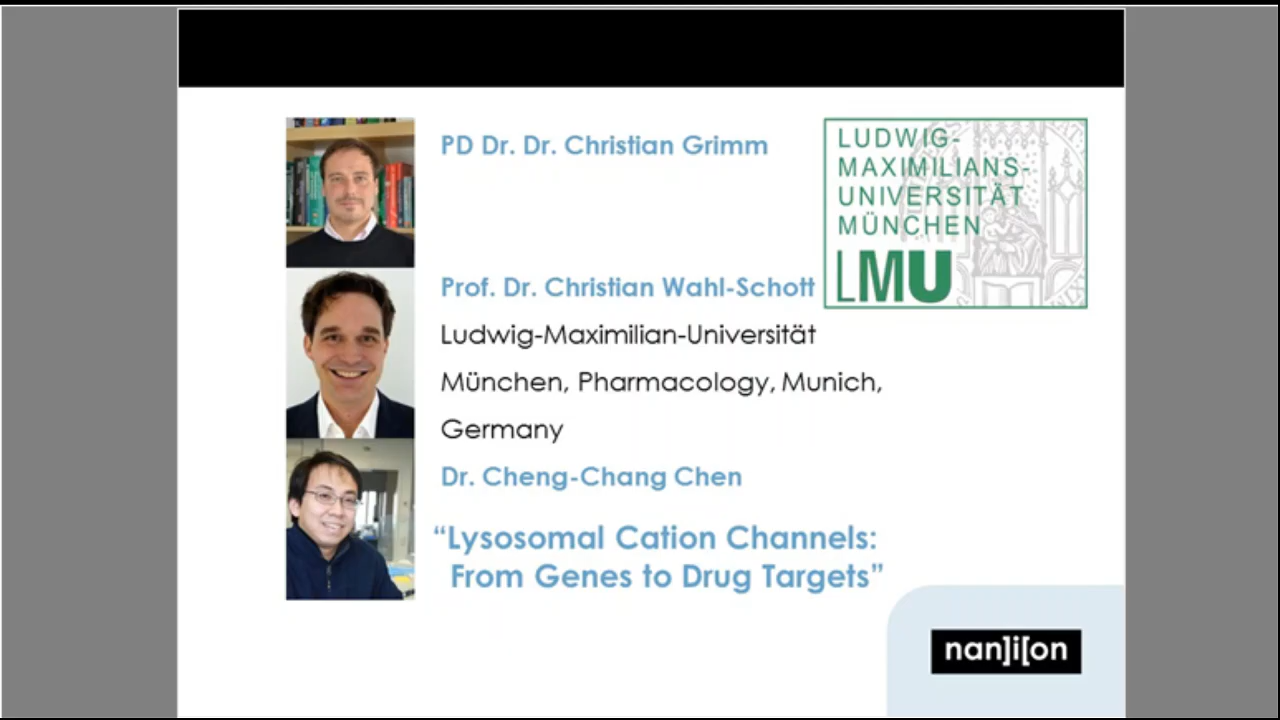 PD Dr. Dr. Christian Grimm
LUDWIG-
MAXIMILIANS-
UNIVERSITÄT
MÜNCHEN
LMU
Prof. Dr. Christian Wahl-Schott
Ludwig-Maximilian-Universität
München, Pharmacology, Munich,
Germany
Dr. Cheng-Chang Chen
“Lysosomal Cation Channels:
From Genes to Drug Targets”
nan]i[on